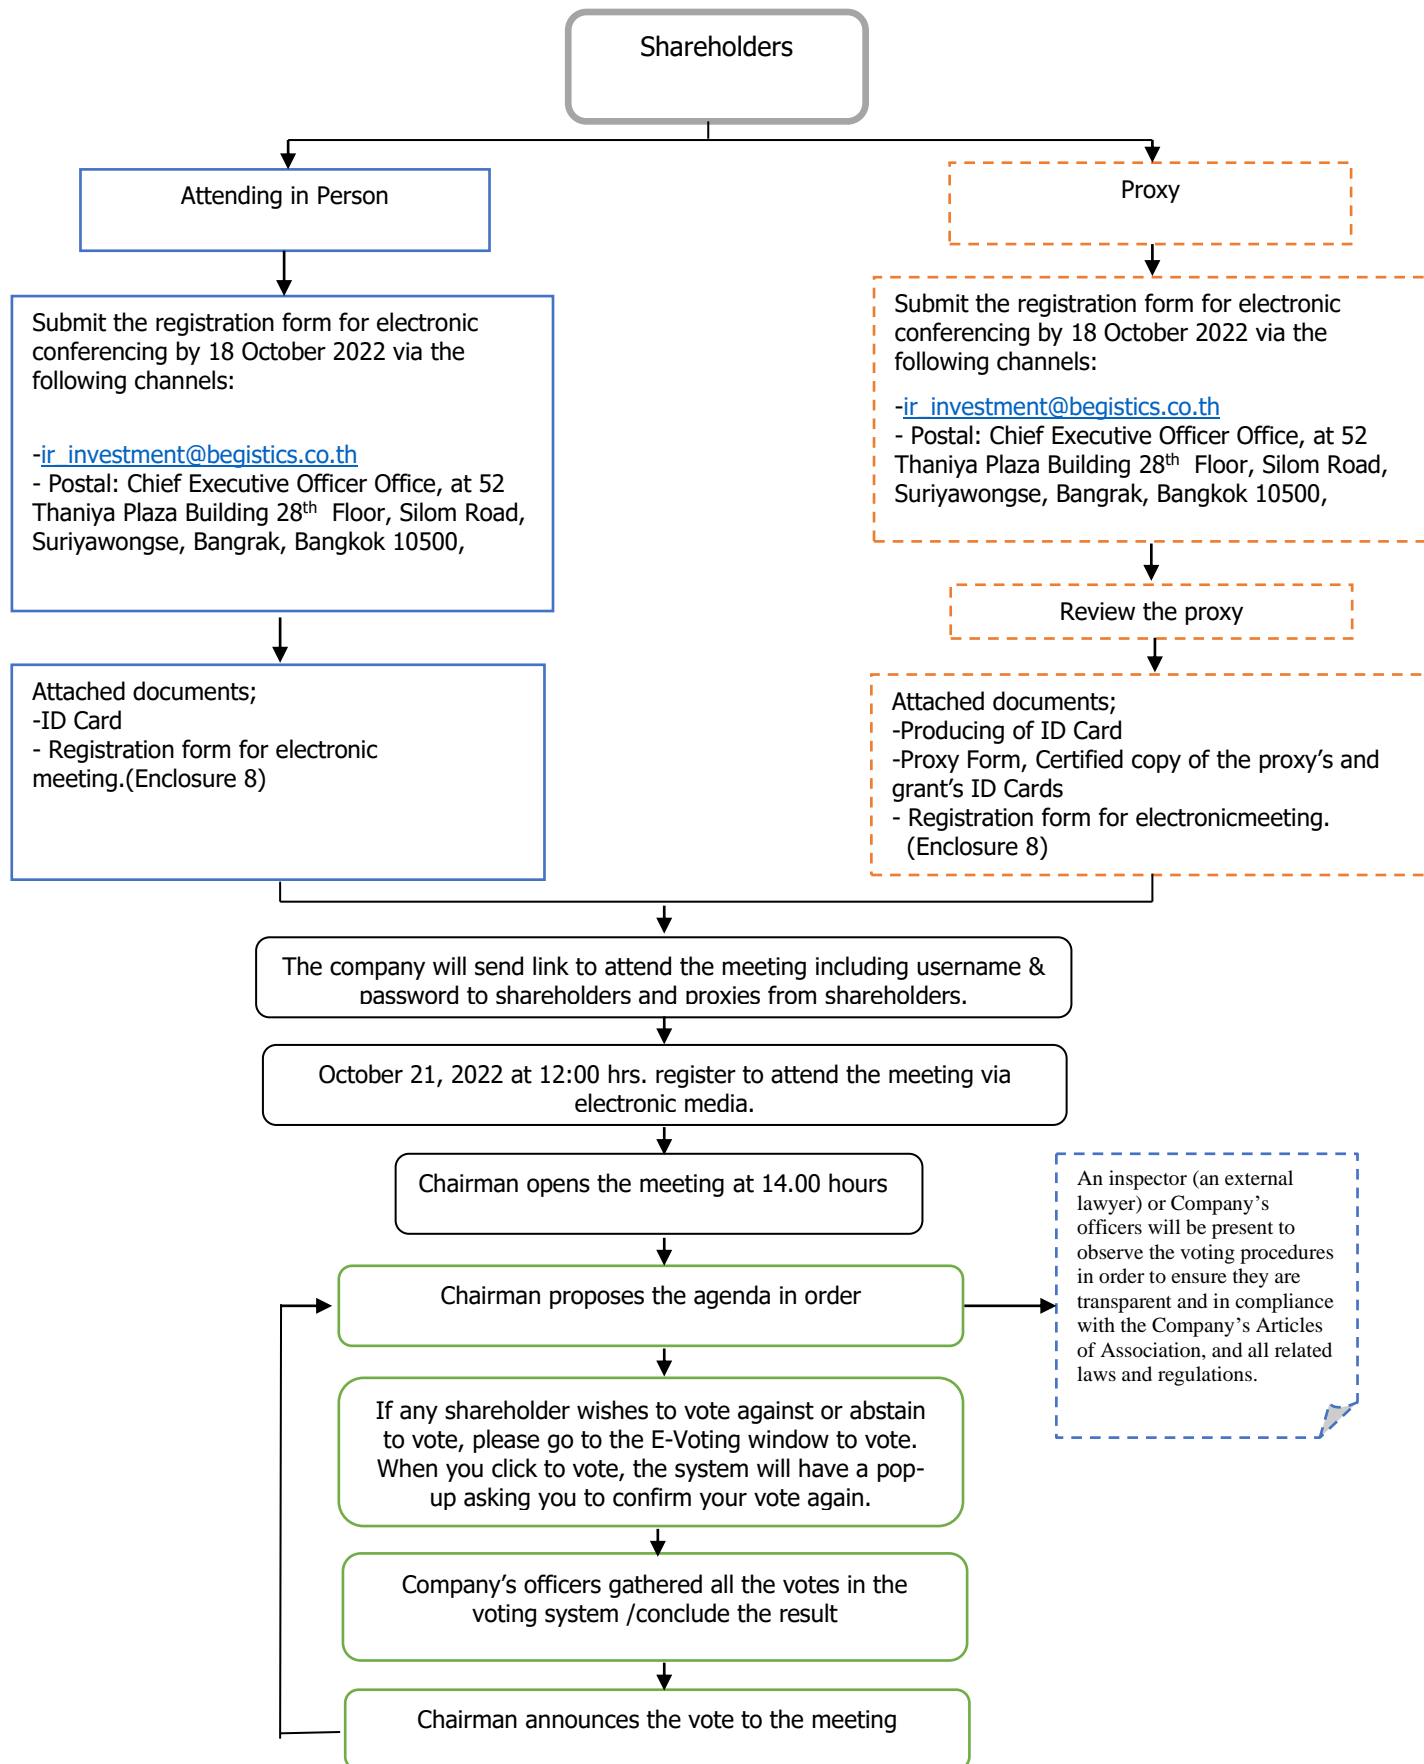 Shareholders
Attending in Person
Proxy
Submit the registration form for electronic
conferencing by 18 October 2022 via the
following channels:
-ir_investment@begistics.co.th
- Postal: Chief Executive Officer Office, at 52
Thaniya Plaza Building 28th Floor, Silom Road,
Suriyawongse, Bangrak, Bangkok 10500,
Submit the registration form for electronic
conferencing by 18 October 2022 via the
following channels:
-ir_investment@begistics.co.th
- Postal: Chief Executive Officer Office, at 52
Thaniya Plaza Building 28th Floor, Silom Road,
Suriyawongse, Bangrak, Bangkok 10500,
Review the proxy
Attached documents;
-ID Card
- Registration form for electronic
meeting.(Enclosure 8)
Attached documents;
-Producing of ID Card
-Proxy Form, Certified copy of the proxy’s and
grant’s ID Cards
- Registration form for electronicmeeting.
(Enclosure 8)
The company will send link to attend the meeting including username &
password to shareholders and proxies from shareholders.
October 21, 2022 at 12:00 hrs. register to attend the meeting via
electronic media.
Chairman opens the meeting at 14.00 hours
An inspector (an external
lawyer) or Company’s
officers will be present to
observe the voting procedures
in order to ensure they are
transparent and in compliance
with the Company’s Articles
of Association, and all related
laws and regulations.
Chairman proposes the agenda in order
If any shareholder wishes to vote against or abstain
to vote, please go to the E-Voting window to vote.
When you click to vote, the system will have a pop-
up asking you to confirm your vote again.
Company’s officers gathered all the votes in the
voting system /conclude the result
Chairman announces the vote to the meeting